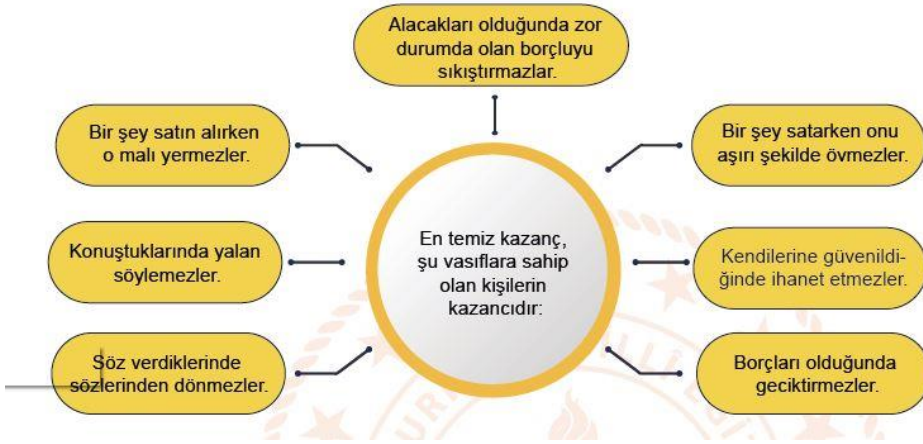 Alacakları olduğunda zor
durumda olan borçluyu
sıkıştırmazlar.
Bir şey satın alırken
o malı yermezler.
Bir şey satarken onu
aşırı şekilde övmezler.
Konuştuklarında yalan
söylemezler.
En temiz kazanç,
şu vasıflara sahip
olan kişilerin
kazancıdır:
Kendilerine güvenildi-
ğinde ihanet etmezler.
Söz verdiklerinde
sözlerinden dönmezler.
Borçları olduğunda
geciktirmezler.